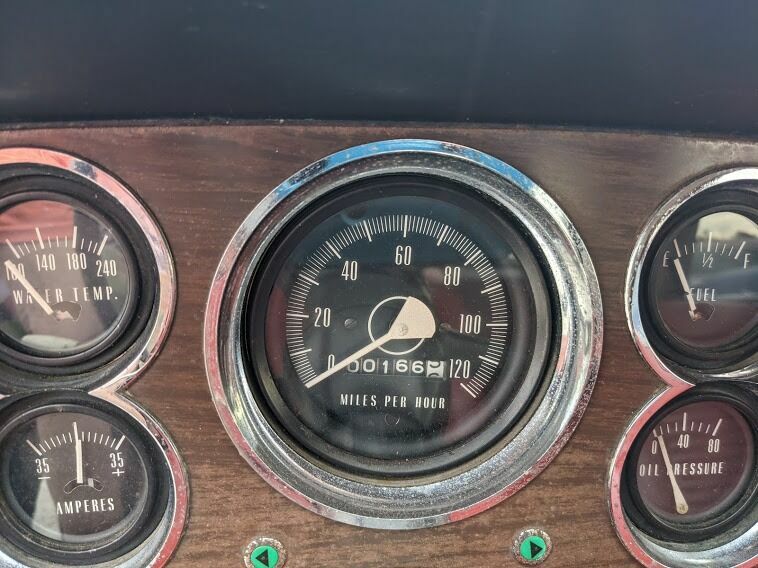 100 140 180 240
WATER TEMP.
35 35
- +
AMPERES
0 20 40 60 80 100 120
00166
MILES PER HOUR
E 1/2 F
FUEL
0 40 80
OIL PRESSURE